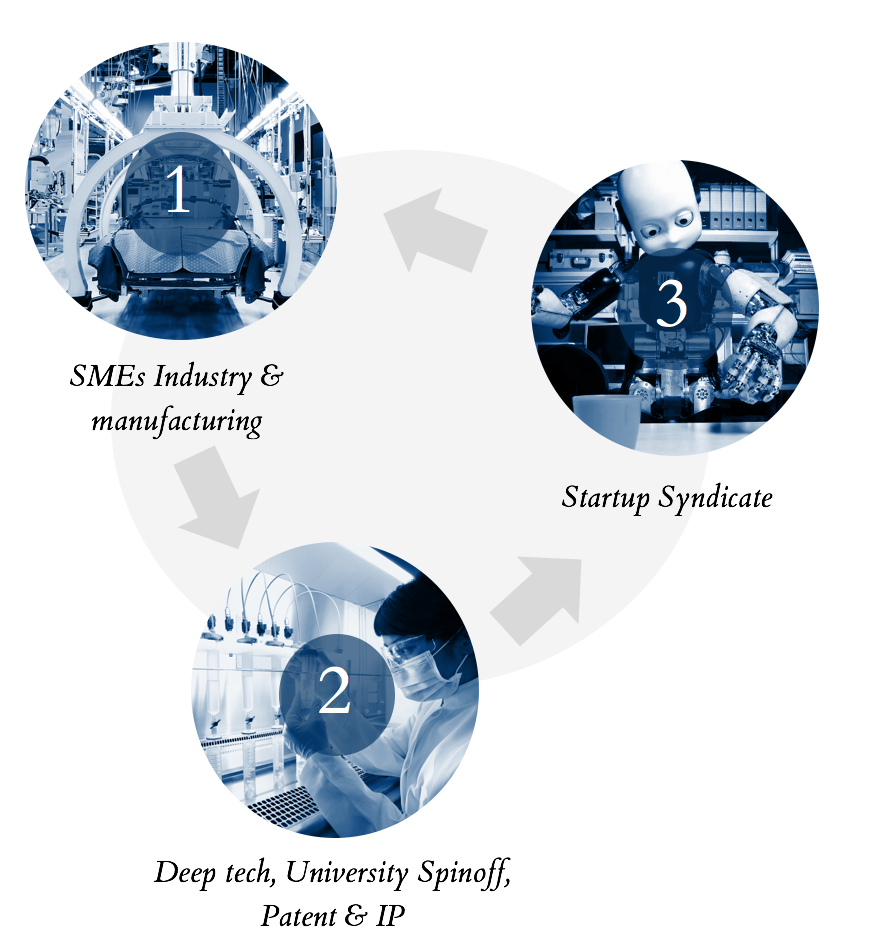 1
SMEs Industry &
manufacturing
3
Startup Syndicate
2
Deep tech, University Spinoff,
Patent & IP